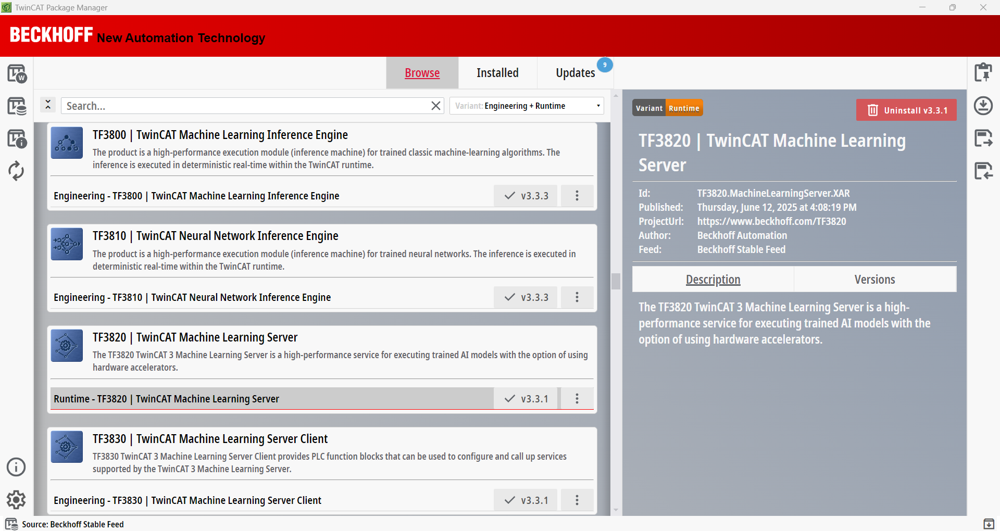 TwinCAT Package Manager
BECKHOFF New Automation Technology
Browse
Installed
Updates
9
W
Search...
Variant: Engineering + Runtime
TF3800 | TwinCAT Machine Learning Inference Engine
The product is a high-performance execution module (inference machine) for trained classic machine-learning algorithms. The
inference is executed in deterministic real-time within the TwinCAT runtime.
Engineering - TF3800 | TwinCAT Machine Learning Inference Engine
v3.3.3
TF3810 | TwinCAT Neural Network Inference Engine
The product is a high-performance execution module (inference machine) for trained neural networks. The inference is executed in
deterministic real-time within the TwinCAT runtime.
Engineering - TF3810 | TwinCAT Neural Network Inference Engine
v3.3.3
TF3820 | TwinCAT Machine Learning Server
The TF3820 TwinCAT 3 Machine Learning Server is a high-performance service for executing trained AI models with the option of using
hardware accelerators.
Runtime - TF3820 | TwinCAT Machine Learning Server
v3.3.1
TF3830 | TwinCAT Machine Learning Server Client
TF3830 TwinCAT 3 Machine Learning Server Client provides PLC function blocks that can be used to configure and call up services
supported by the TwinCAT 3 Machine Learning Server.
Engineering - TF3830 | TwinCAT Machine Learning Server Client
v3.3.1
Variant Runtime
Uninstall v3.3.1
TF3820 | TwinCAT Machine Learning
Server
Id: TF3820.MachineLearningServer.XAR
Published: Thursday, June 12, 2025 at 4:08:19 PM
ProjectUrl: https://www.beckhoff.com/TF3820
Author: Beckhoff Automation
Feed: Beckhoff Stable Feed
Description
Versions
The TF3820 TwinCAT 3 Machine Learning Server is a high-
performance service for executing trained AI models with the
option of using hardware accelerators.
Source: Beckhoff Stable Feed